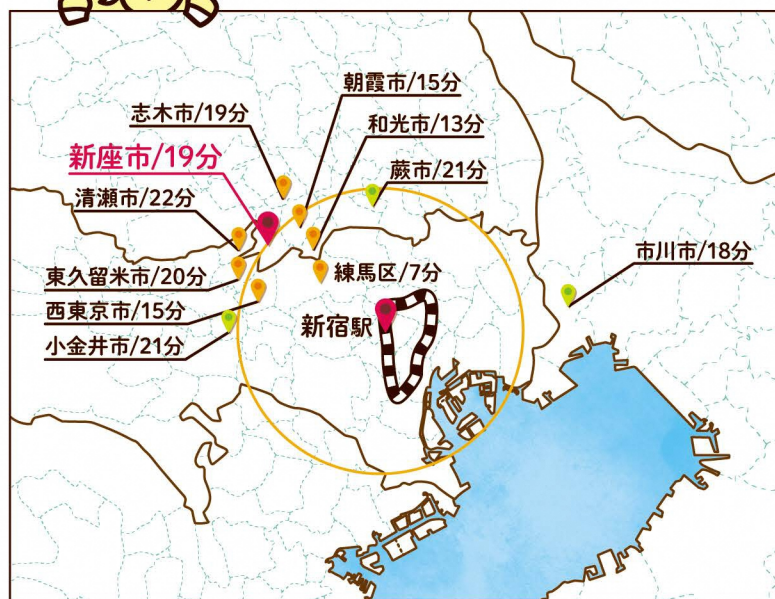 朝霞市/15分
志木市/19分
和光市/13分
新座市/19分
蕨市/21分
清瀬市/22分
市川市/18分
東久留米市/20分
練馬区/7分
西東京市/15分
新宿駅
小金井市/21分